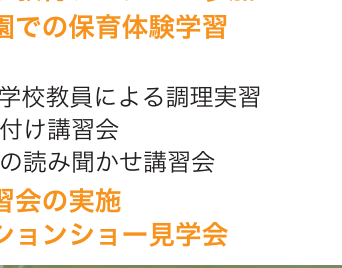 園での保育体験学習
学校教員による調理実習
付け講習会
の読み聞かせ講習会
習会の実施
ションショー見学会